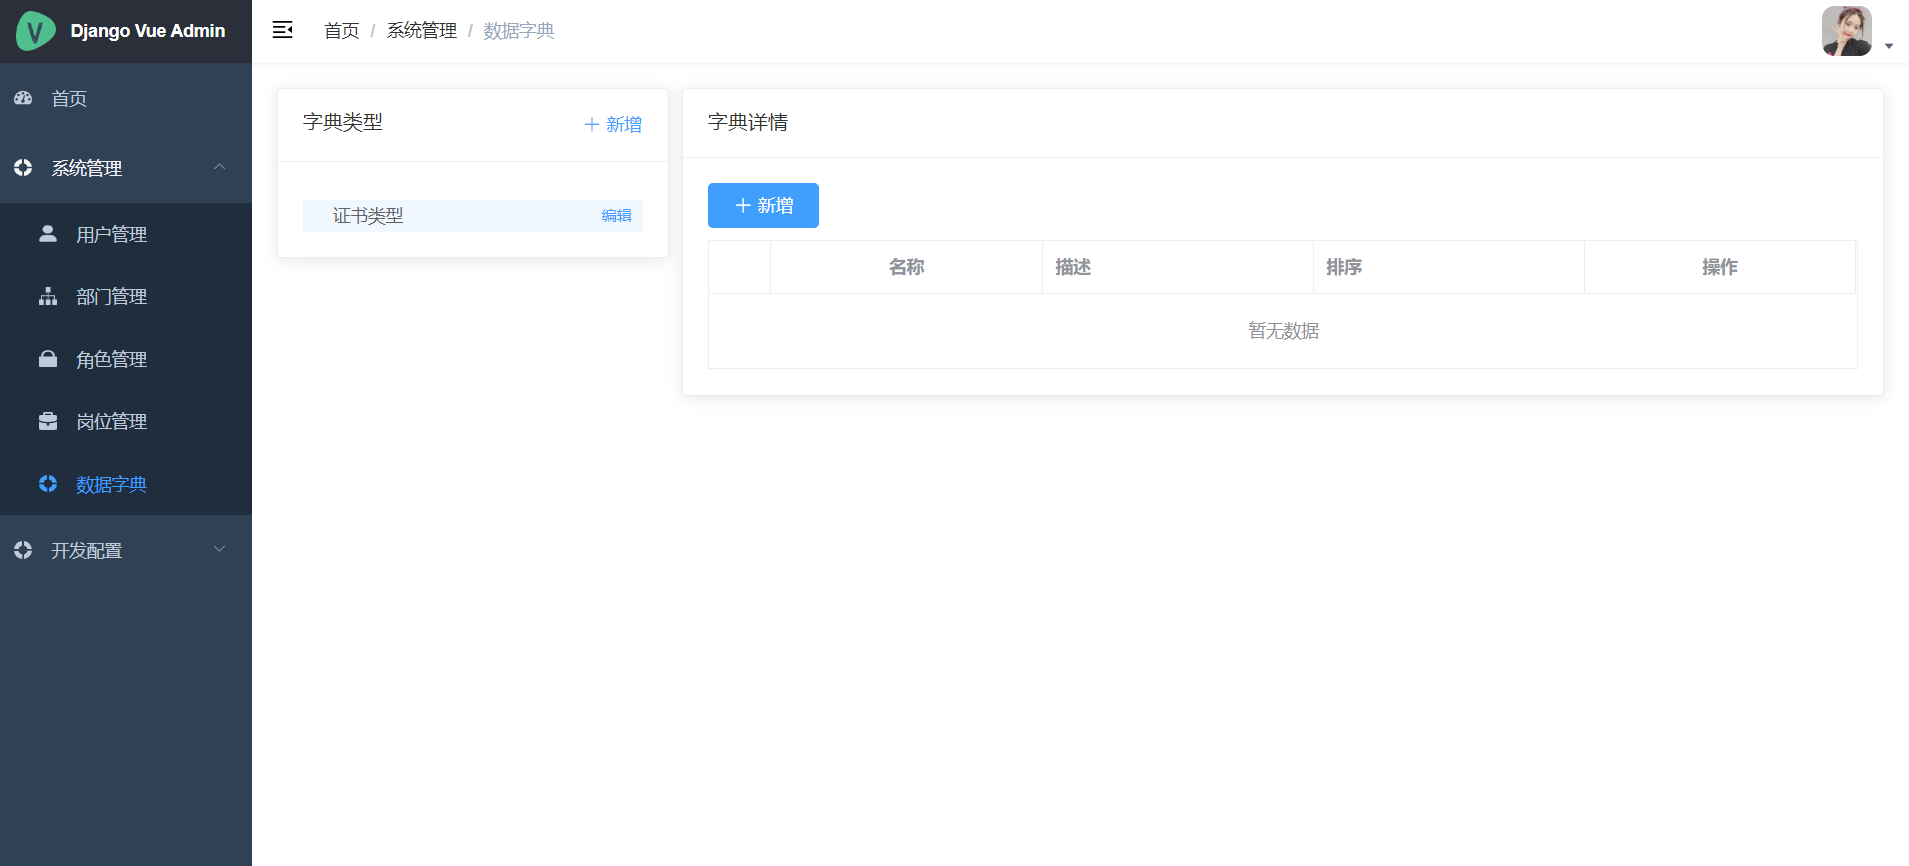 Django Vue Admin
首页 / 系统管理 / 数据字典
首页
系统管理
用户管理
部门管理
角色管理
岗位管理
数据字典
开发配置
字典类型
新增
证书类型
编辑
字典详情
新增
名称 描述 排序 操作
暂无数据